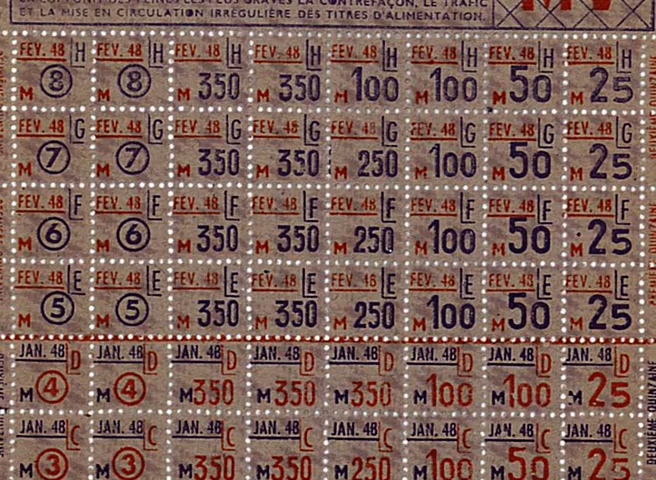 ET LA MISE EN CIRCULATION IRRÉGULIÈRE DES TITRES D'ALIMENTATION.
FEV. 48 H FEV. 48 H FEV. 48 H FEV. 48 H FEV. 48 H FEV. 48 H FEV. 48 H FEV. 48 H
M 8 M 8 M 350 M 350 M 100 M 100 M 50 M 25
FEV. 48 G FEV. 48 G FEV. 48 G FEV. 48 G FEV. 48 G FEV. 48 G FEV. 48 G FEV. 48 G
M 7 M 7 M 350 M 350 M 250 M 100 M 50 M 25
FEV. 48 F FEV. 48 F FEV. 48 F FEV. 48 F FEV. 48 F FEV. 48 F FEV. 48 F FEV. 48 F
M 6 M 6 M 350 M 350 M 250 M 100 M 50 M 25
FEV. 48 E FEV. 48 E FEV. 48 E FEV. 48 E FEV. 48 E FEV. 48 E FEV. 48 E FEV. 48 E
M 5 M 5 M 350 M 350 M 250 M 100 M 50 M 25
JAN. 48 D JAN. 48 D JAN. 48 D JAN. 48 D JAN. 48 D JAN. 48 D JAN. 48 D JAN. 48 D
M 4 M 4 M 350 M 350 M 350 M 100 M 100 M 25
JAN. 48 C JAN. 48 C JAN. 48 C JAN. 48 C JAN. 48 C JAN. 48 C JAN. 48 C JAN. 48 C
M 3 M 3 M 350 M 350 M 250 M 100 M 50 M 25
DEUXIÈME QUINZAINE